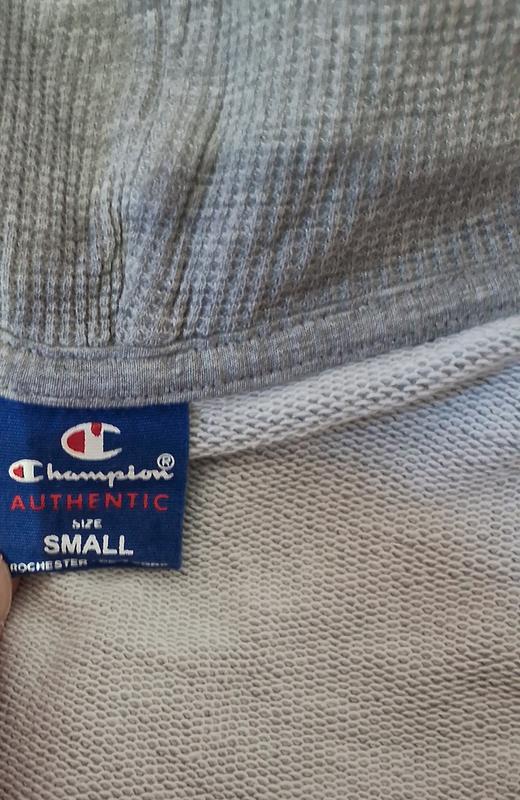 Champion®
AUTHENTIC
SIZE
SMALL
ROCHESTER